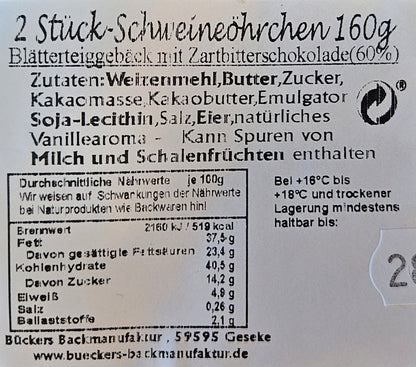 2 Stück-Schweineöhrchen 160g
Blätterteiggebäck mit Zartbitterschokolade(60%)
Zutaten:Weizenmehl,Butter,Zucker,
Kakaomasse,Kakaobutter,Emulgator
Soja-Lecithin,Salz,Eier,natürliches
Vanillearoma - Kann Spuren von
Milch und Schalenfrüchten enthalten
Durchschnittliche Nährwerte je 100g
Wir weisen auf Schwankungen der Nährwerte
bei Naturprodukten wie Backwaren hin!
Brennwert 2160 kJ / 519 kcal
Fett 37,5 g
Davon gesättigte Fettsäuren 23,4 g
Kohlenhydrate 40,5 g
Davon Zucker 14,2 g
Eiweiß 4,8 g
Salz 0,26 g
Ballaststoffe 2,1 g
Bei +16°C bis
+18°C und trockener
Lagerung mindestens
haltbar bis:
Bückers Backmanufaktur , 59595 Geseke
www.bueckers-backmanufaktur.de